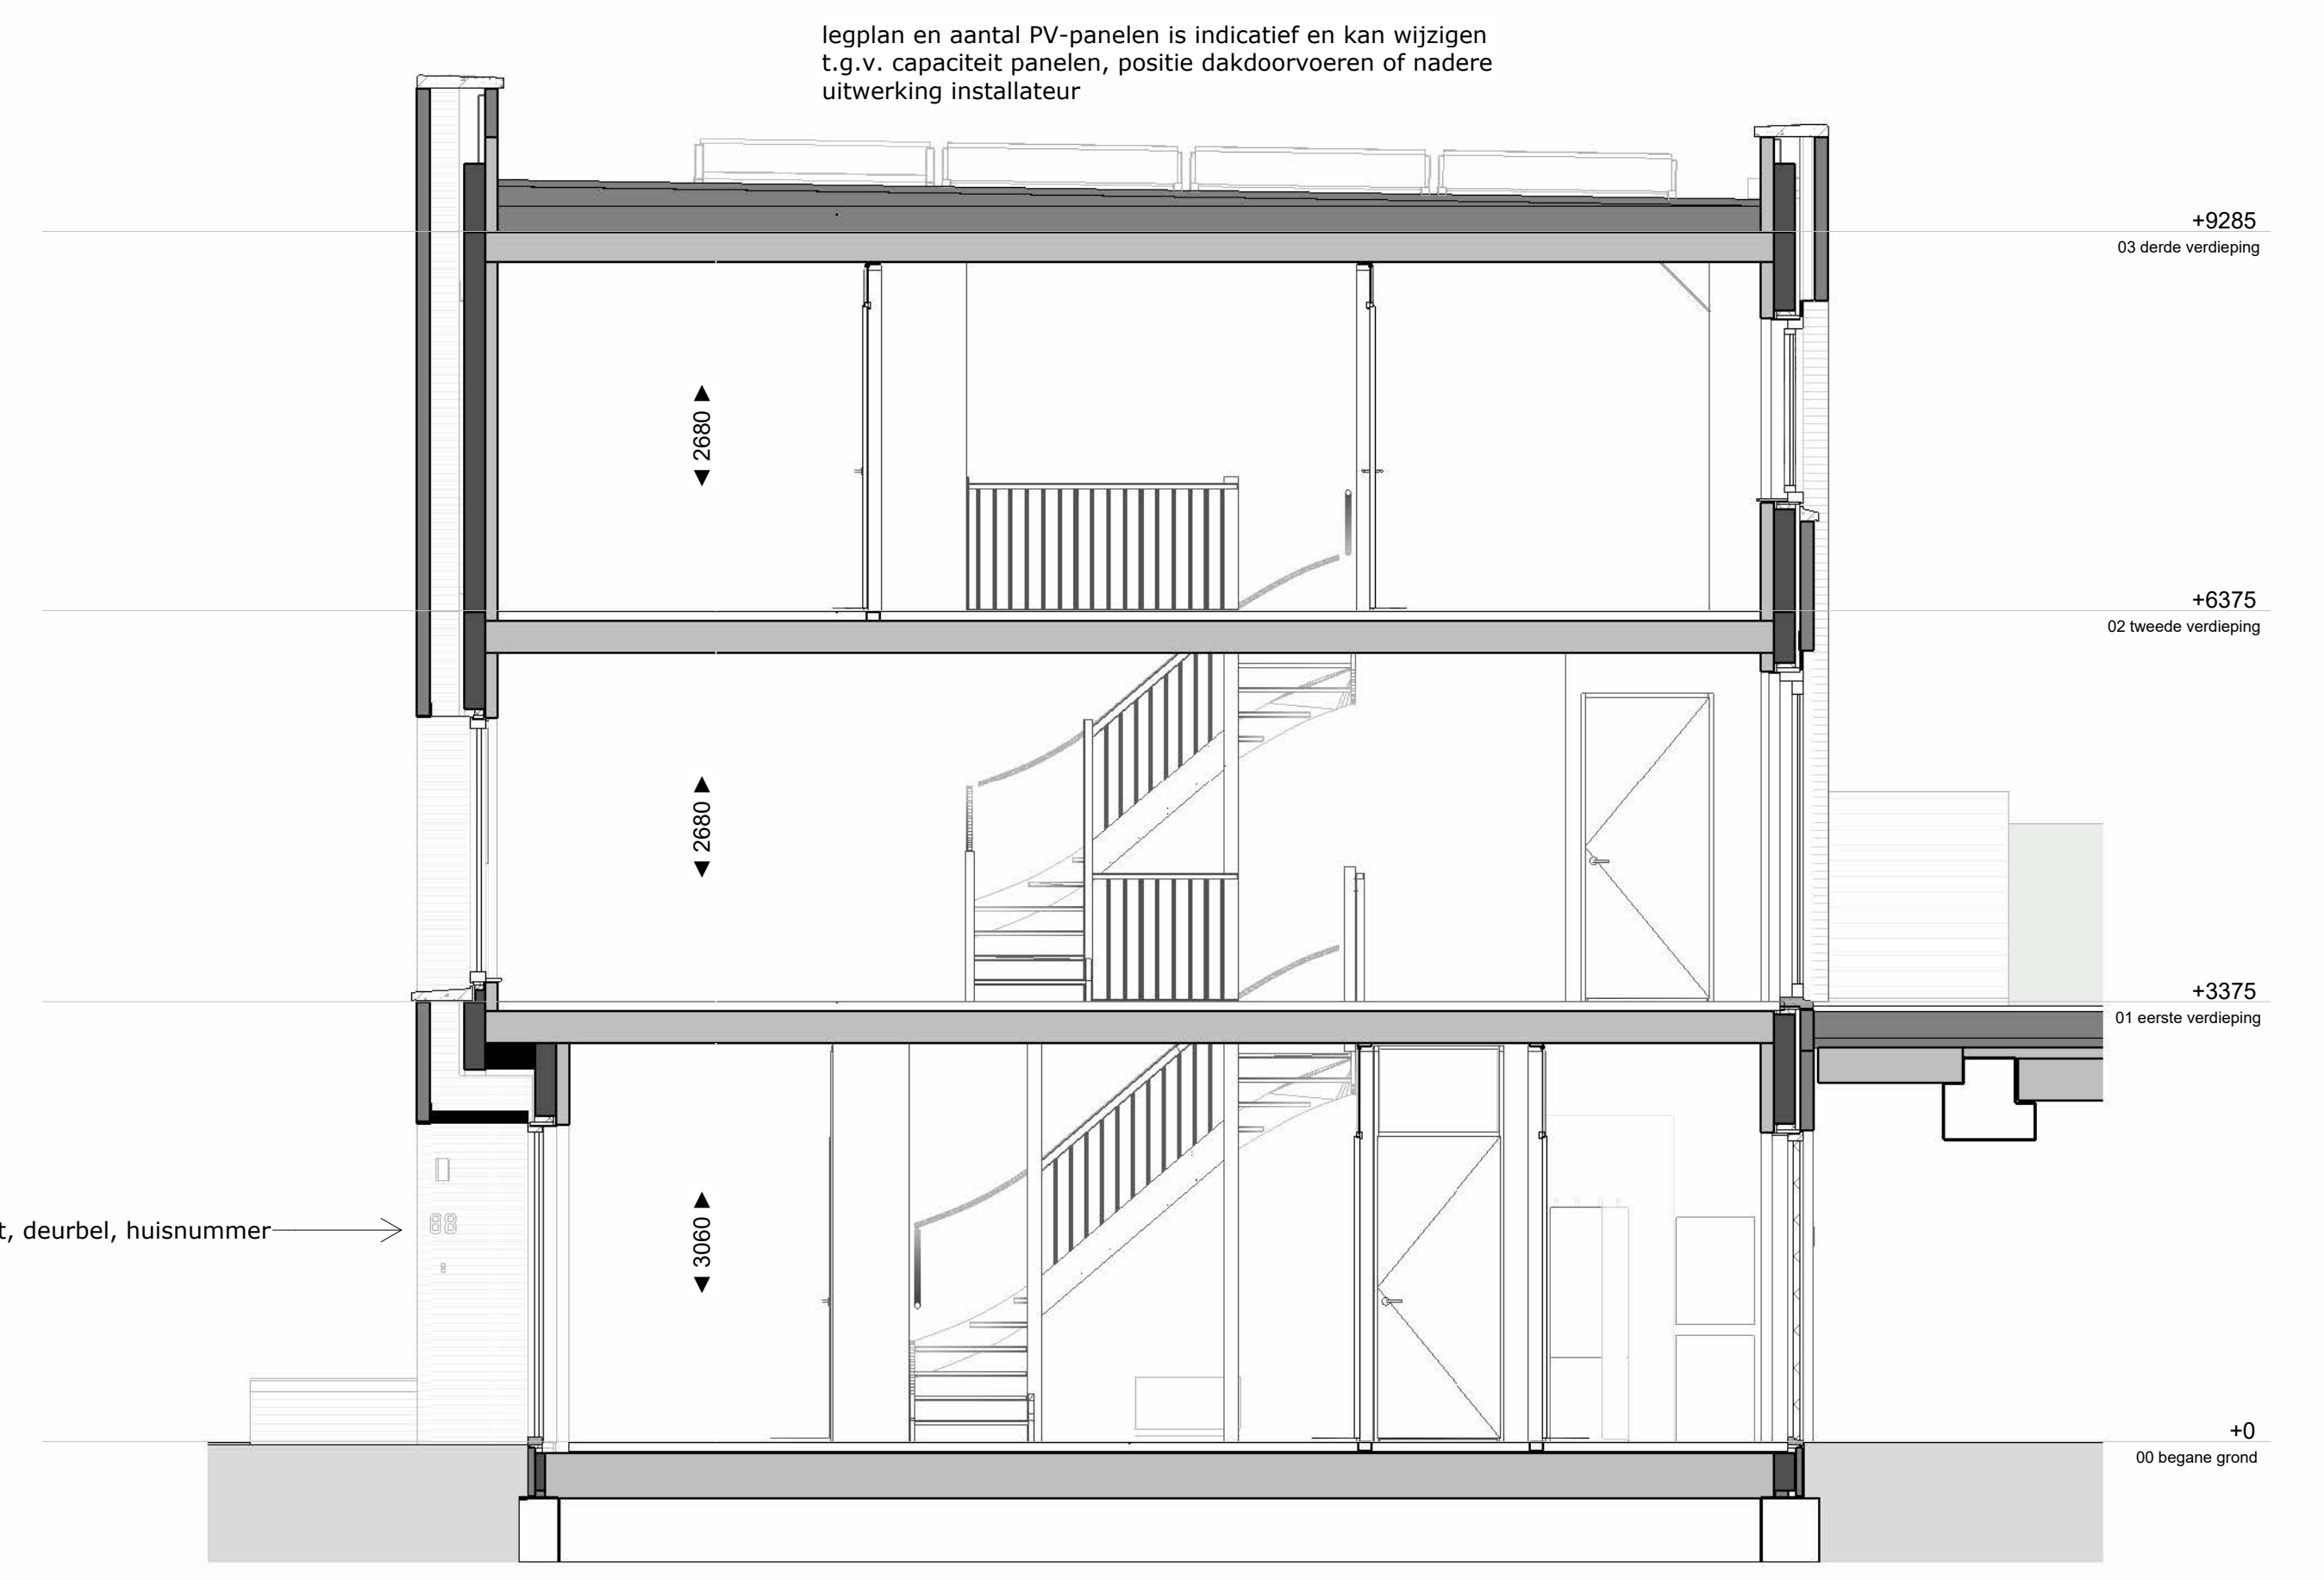 legplan en aantal PV-panelen is indicatief en kan wijzigen
t.g.v. capaciteit panelen, positie dakdoorvoeren of nadere
uitwerking installateur
+9285
03 derde verdieping
2680
+6375
02 tweede verdieping
2680
+3375
01 eerste verdieping
3060
deurbel, huisnummer
88
+0
00 begane grond